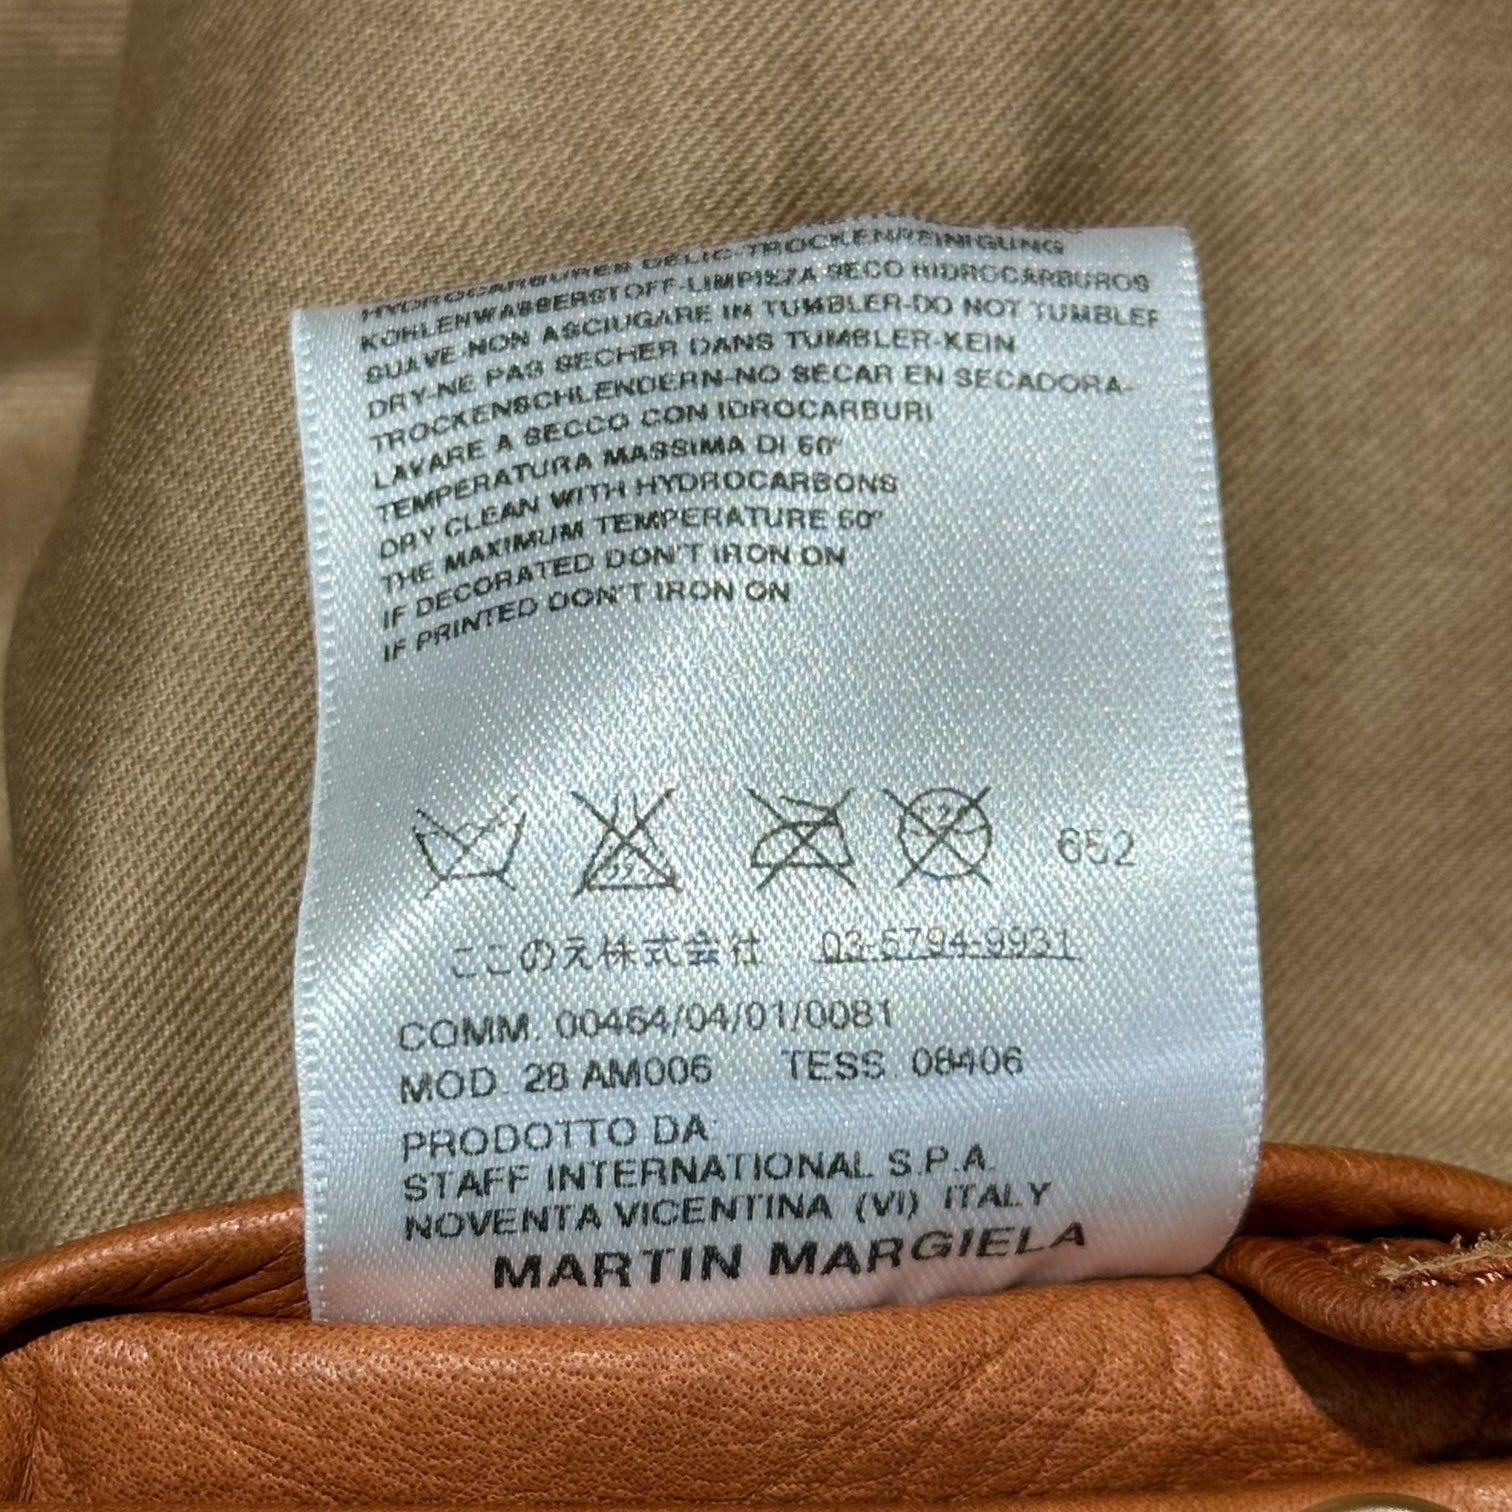 HYDROCARBURES DELIC-TROCKENREINIGUNG
KOHLENWASSERSTOFF-LIMPIEZA SECO HIDROCARBUROS
SUAVE-NON ASCIUGARE IN TUMBLER-DO NOT TUMBLER
DRY-NE PAS SECHER DANS TUMBLER-KEIN
TROCKENSCHLENDERN-NO SECAR EN SECADORA-
LAVARE A SECCO CON IDROCARBURI
TEMPERATURA MASSIMA DI 60°
DRY CLEAN WITH HYDROCARBONS
THE MAXIMUM TEMPERATURE 60°
IF DECORATED DON'T IRON ON
IF PRINTED DON'T IRON ON
652
ここのえ株式会社 03-5794-9931
COMM. 00464/04/01/0081
MOD. 28 AM006 TESS. 08406
PRODOTTO DA:
STAFF INTERNATIONAL S.P.A.
NOVENTA VICENTINA (VI) ITALY
MARTIN MARGIELA